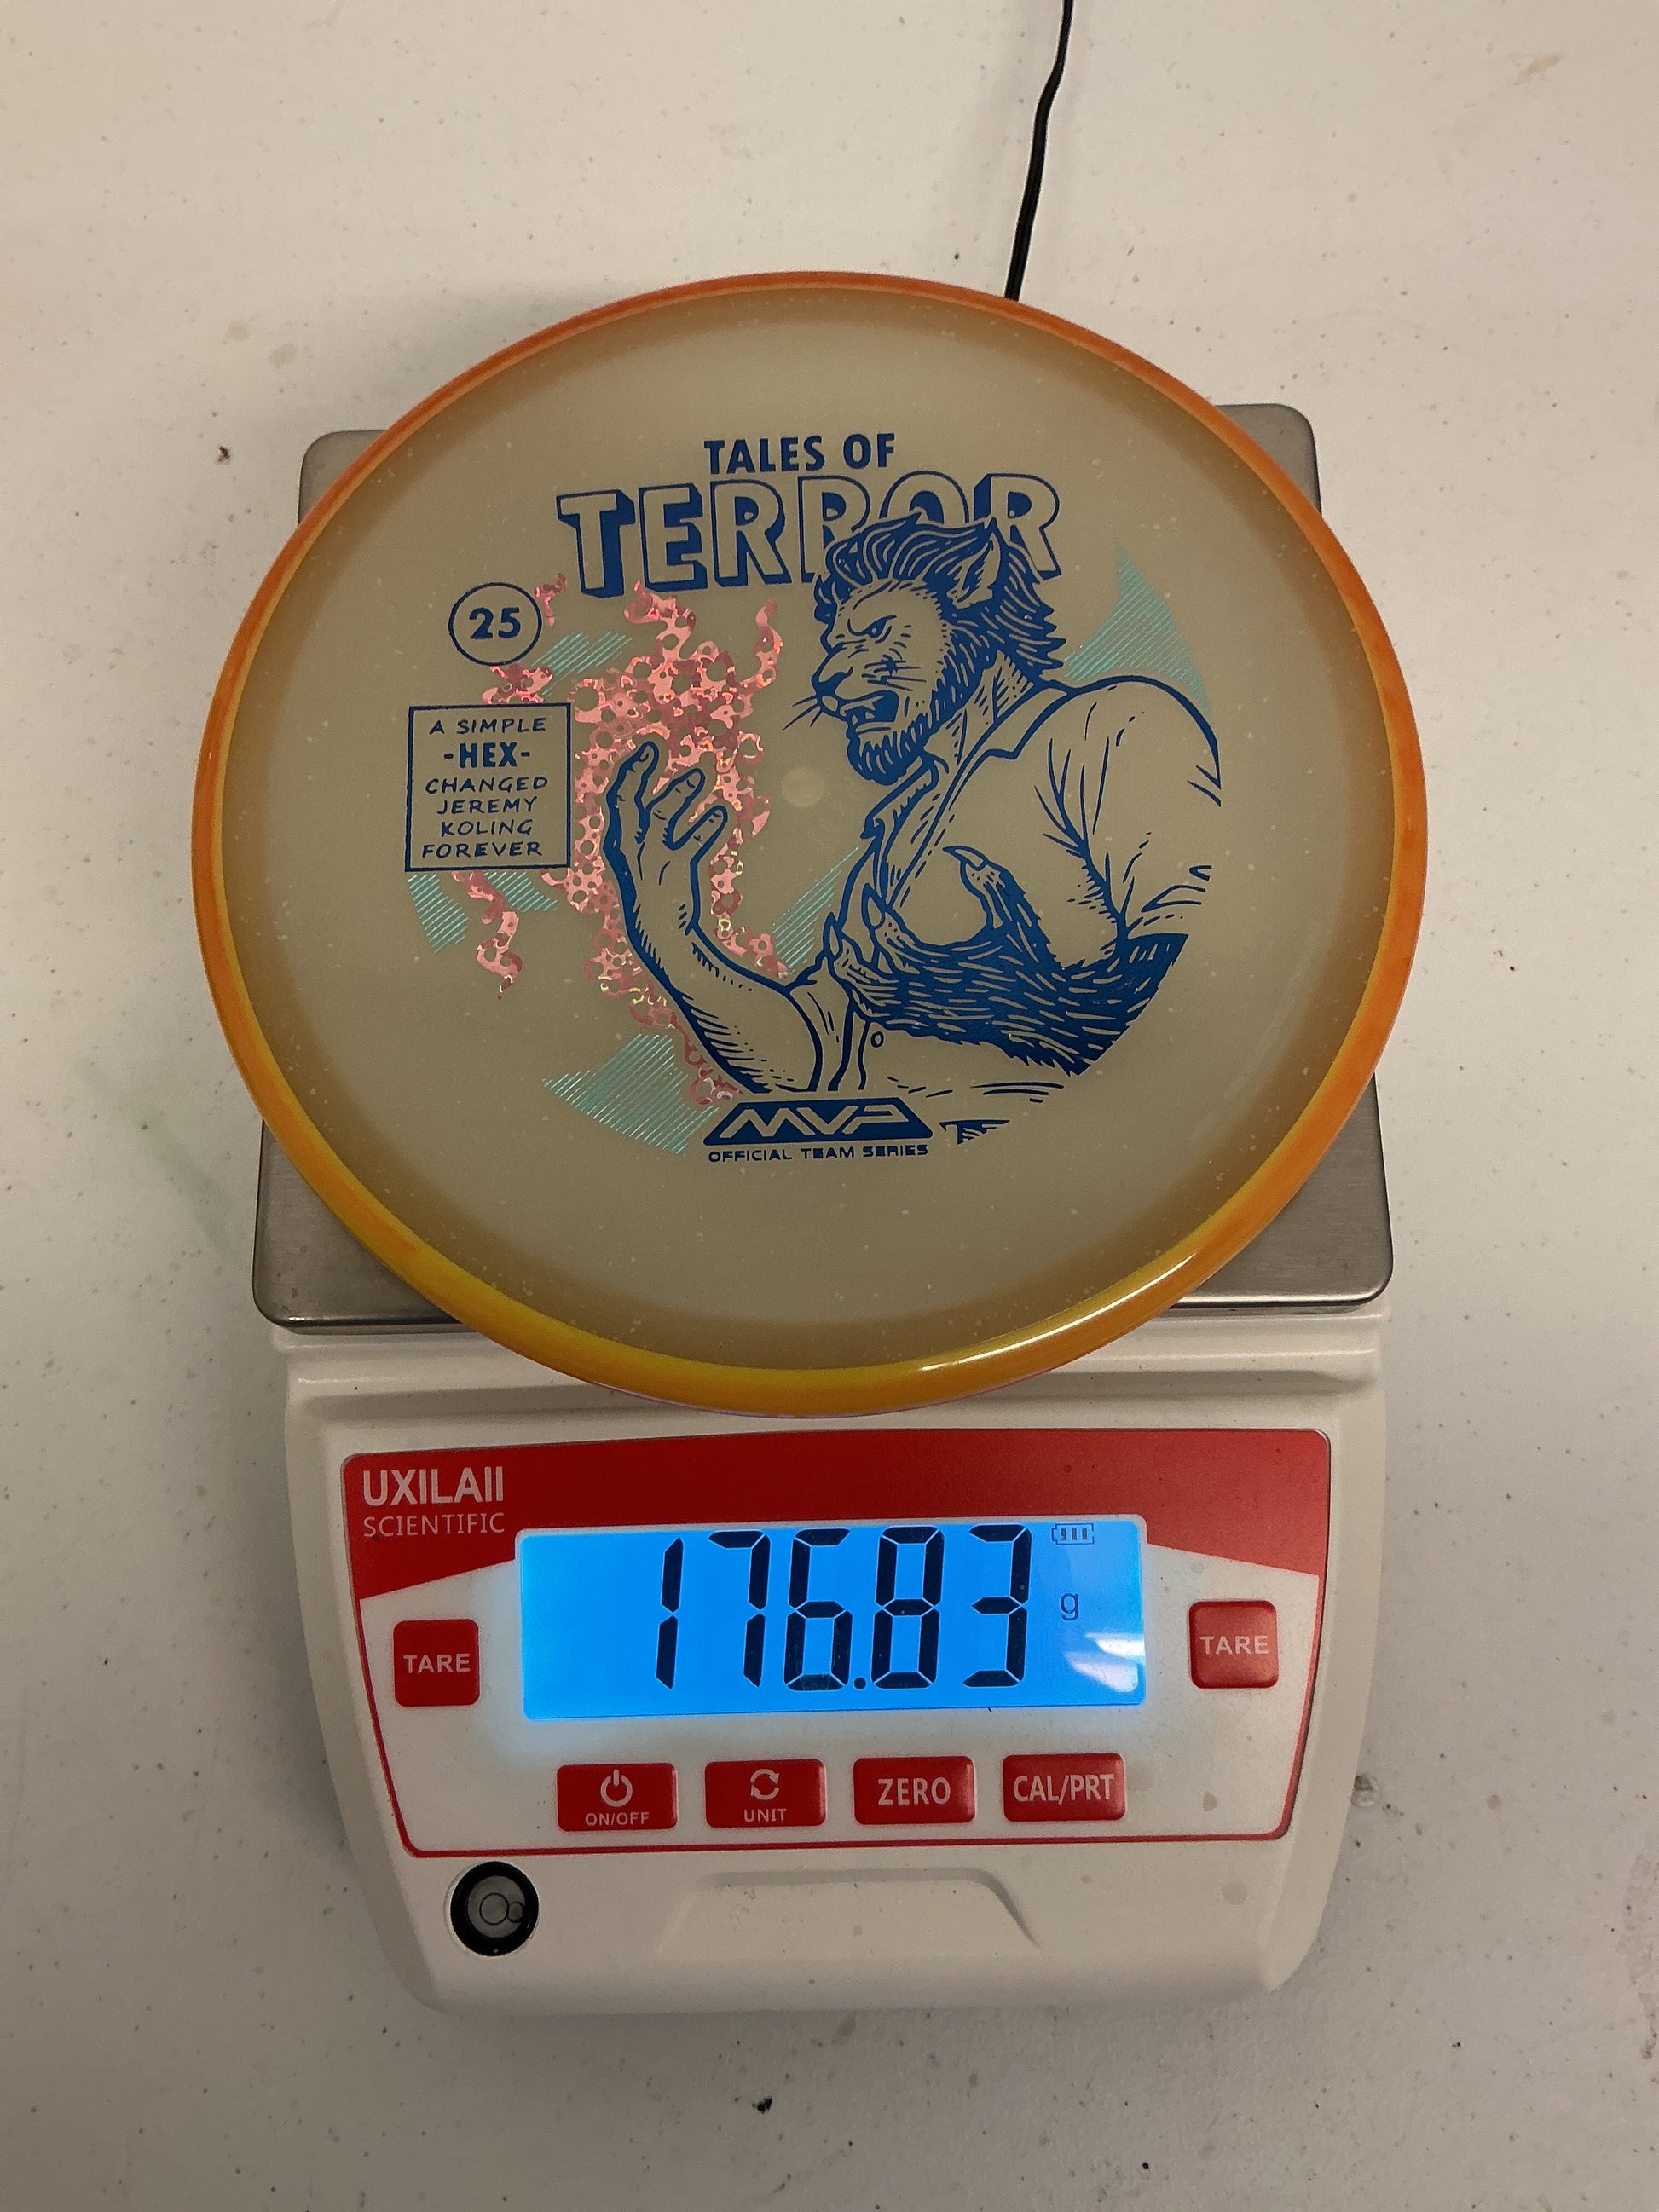 TALES OF
TERROR
25
A SIMPLE
-HEX-
CHANGED
JEREMY
KOLING
FOREVER
MVP
OFFICIAL TEAM SERIES
UXILAII
SCIENTIFIC
176.83
g
TARE
TARE
ON/OFF
UNIT
ZERO
CAL/PRT